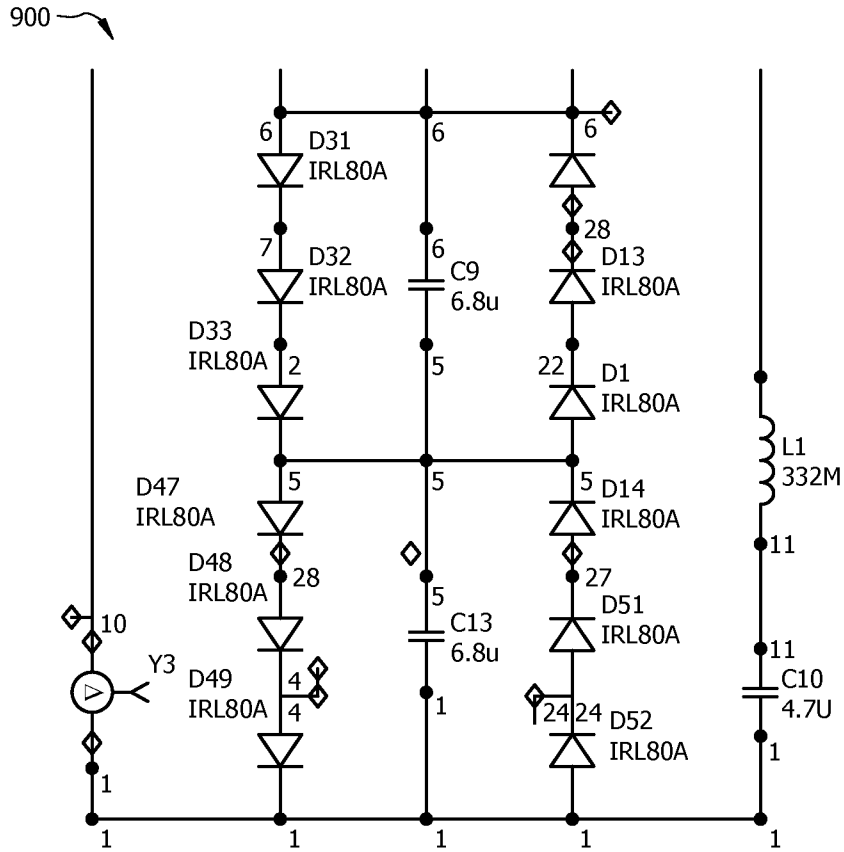 900
6
6
6
D31
IRL80A
7
6
28
D32
IRL80A
C9
6.8u
D13
IRL80A
D33
IRL80A
2
5
22
D1
IRL80A
5
5
5
D47
IRL80A
D14
IRL80A
L1
332M
D48
IRL80A
28
5
27
11
10
D51
IRL80A
C13
6.8u
11
Y3
D49
IRL80A
4
4
1
24
24
D52
IRL80A
C10
4.7U
V
1
1
1
1
1
1
1